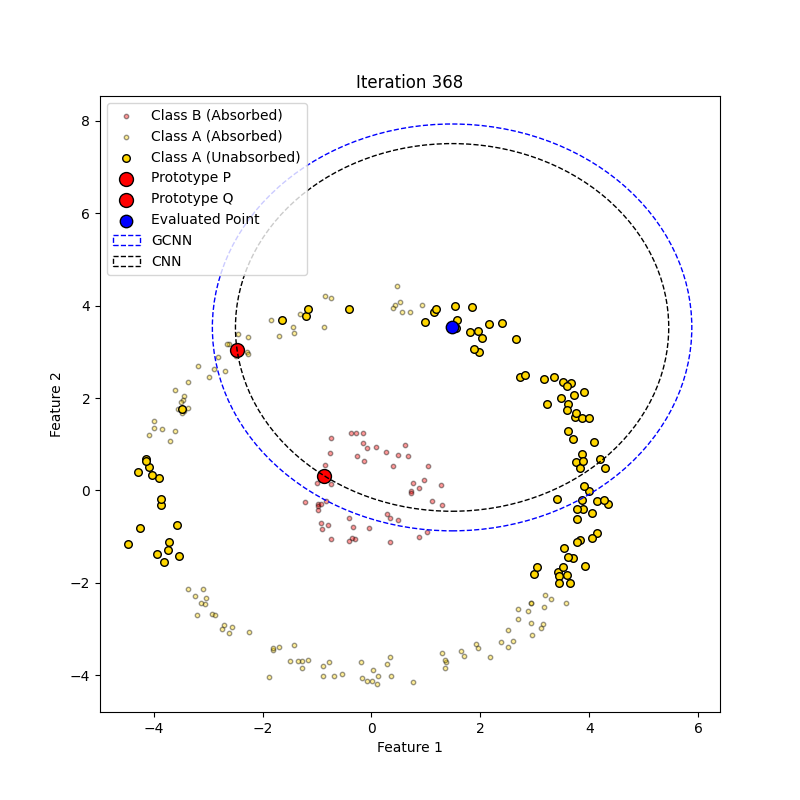 Iteration 368
Class B (Absorbed)
Class A (Absorbed)
Class A (Unabsorbed)
Prototype P
Prototype Q
Evaluated Point
GCNN
CNN
8
6
4
2
0
−2
−4
Feature 2
−4 −2 0 2 4 6
Feature 1